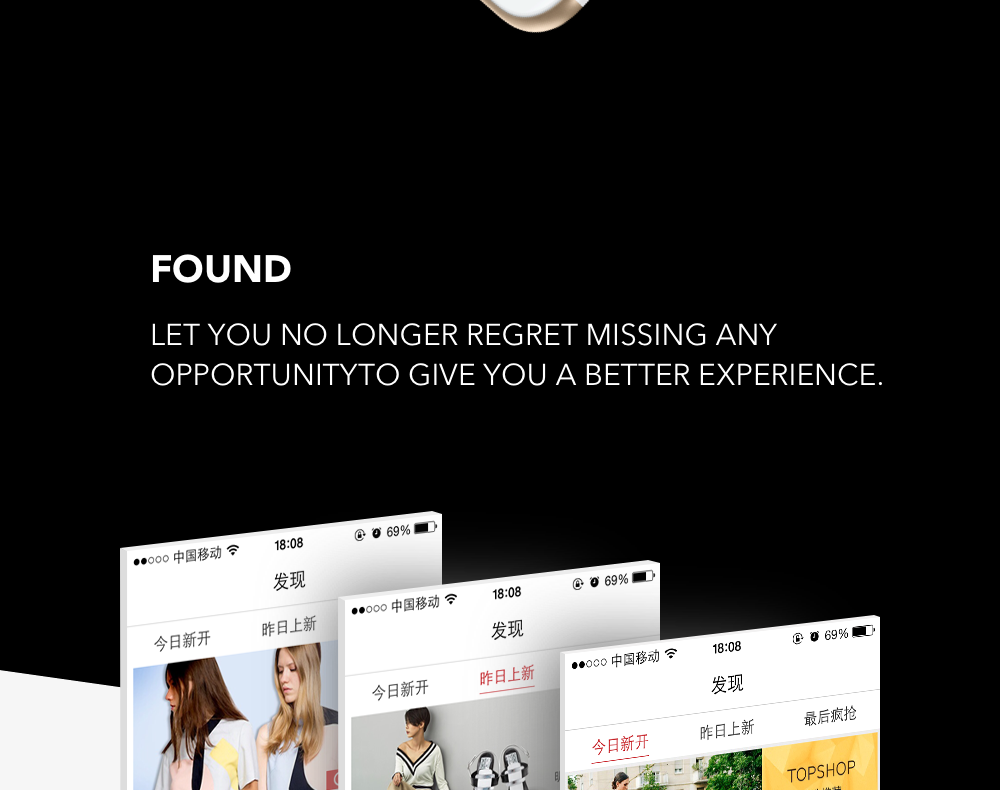 FOUND
LET YOU NO LONGER REGRET MISSING ANY
OPPORTUNITYTO GIVE YOU A BETTER EXPERIENCE.
中国移动 18:08 69%
发现
今日新开 昨日上新
中国移动 18:08 69%
发现
今日新开 昨日上新
中国移动 18:08 69%
发现
今日新开 昨日上新 最后疯抢
TOPSHOP